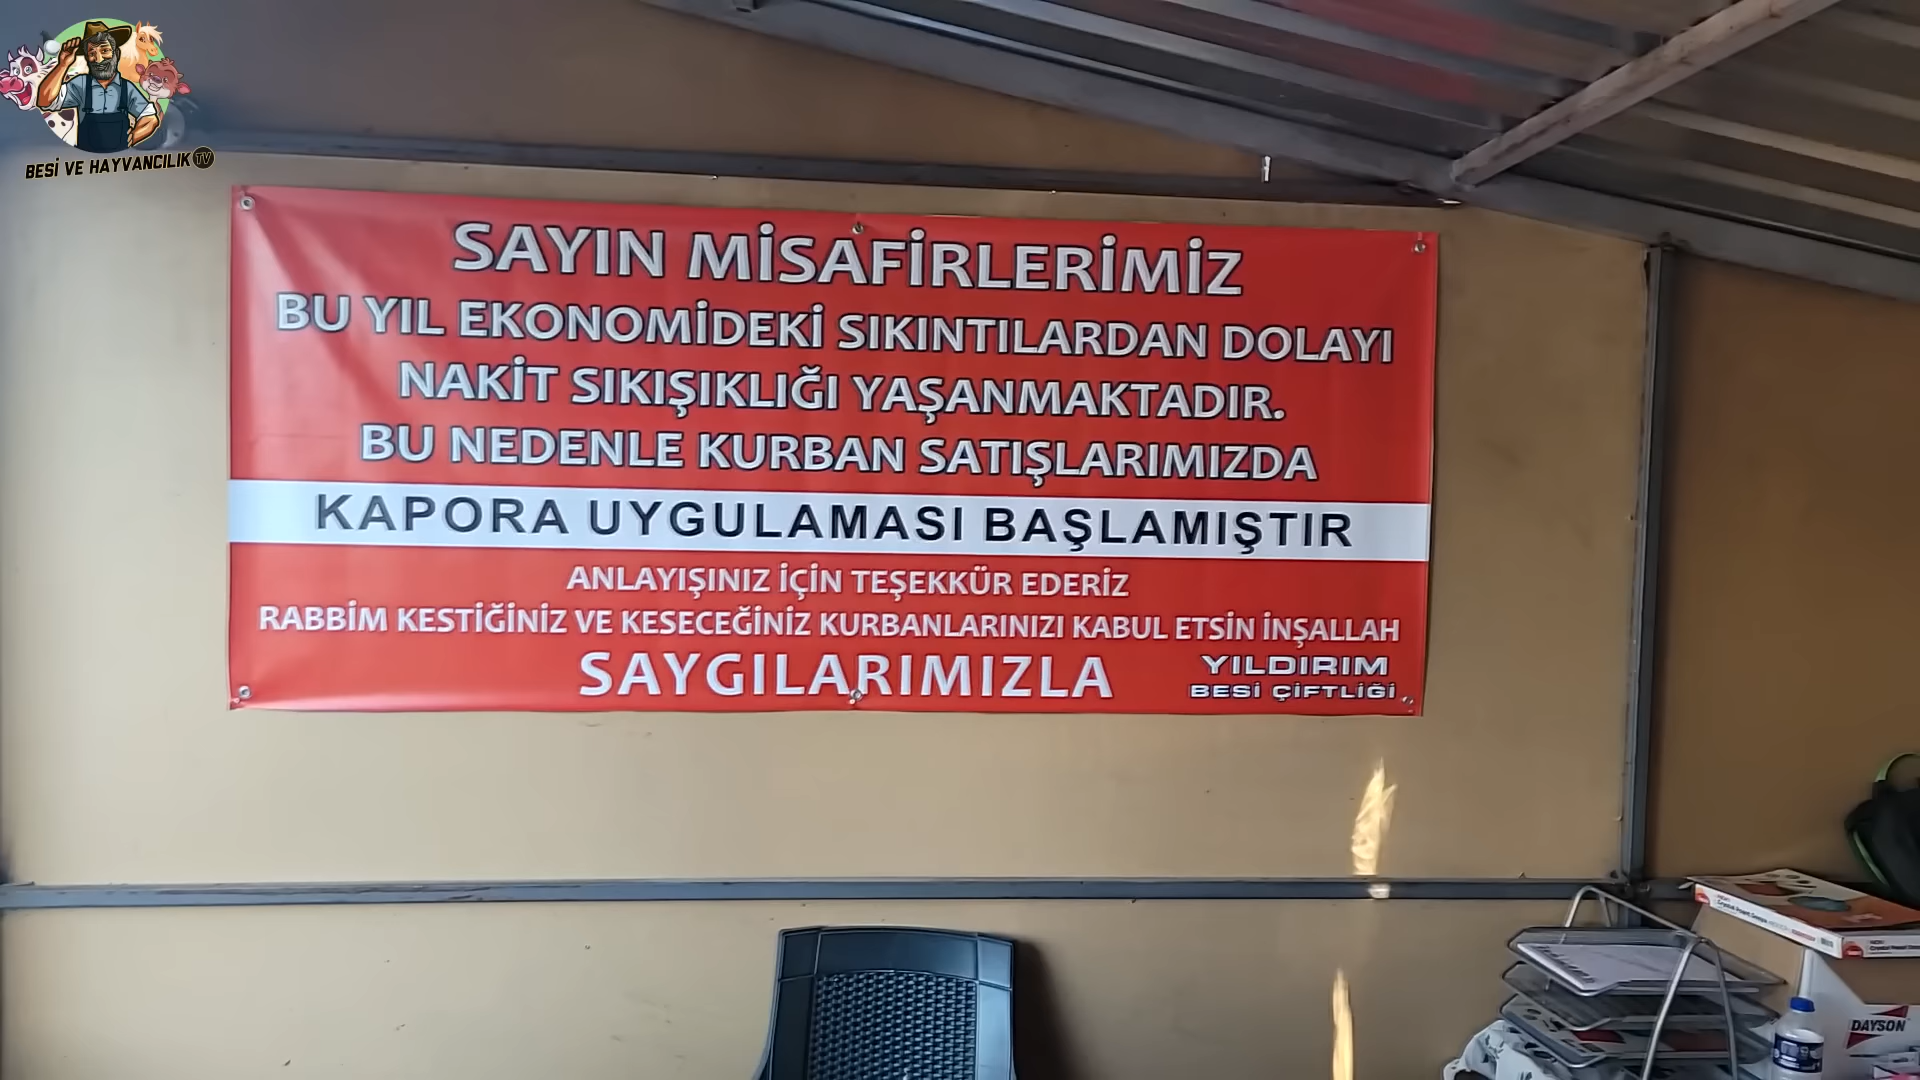 BESİ VE HAYVANCILIK TV
SAYIN MİSAFİRLERİMİZ
BU YIL EKONOMİDEKİ SIKINTILARDAN DOLAYI
NAKİT SIKIŞIKLIĞI YAŞANMAKTADIR.
BU NEDENLE KURBAN SATIŞLARIMIZDA
KAPORA UYGULAMASI BAŞLAMIŞTIR
ANLAYIŞINIZ İÇİN TEŞEKKÜR EDERİZ
RABBİM KESTİĞİNİZ VE KESECEĞİNİZ KURBANLARINIZI KABUL ETSİN İNŞALLAH
SAYGILARIMIZLA
YILDIRIM
BESİ ÇİFTLİĞİ
DAYSON